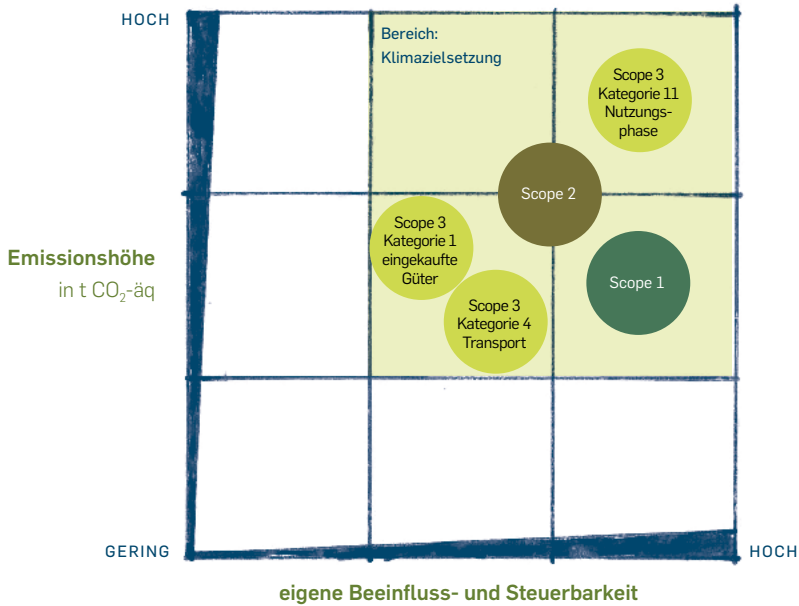 HOCH
Bereich:
Klimazielsetzung
Scope 3
Kategorie 11
Nutzungs-
phase
Scope 2
Scope 3
Kategorie 1
eingekaufte
Güter
Emissionshöhe
in t CO₂-äq
Scope 1
Scope 3
Kategorie 4
Transport
GERING
HOCH
eigene Beeinfluss- und Steuerbarkeit